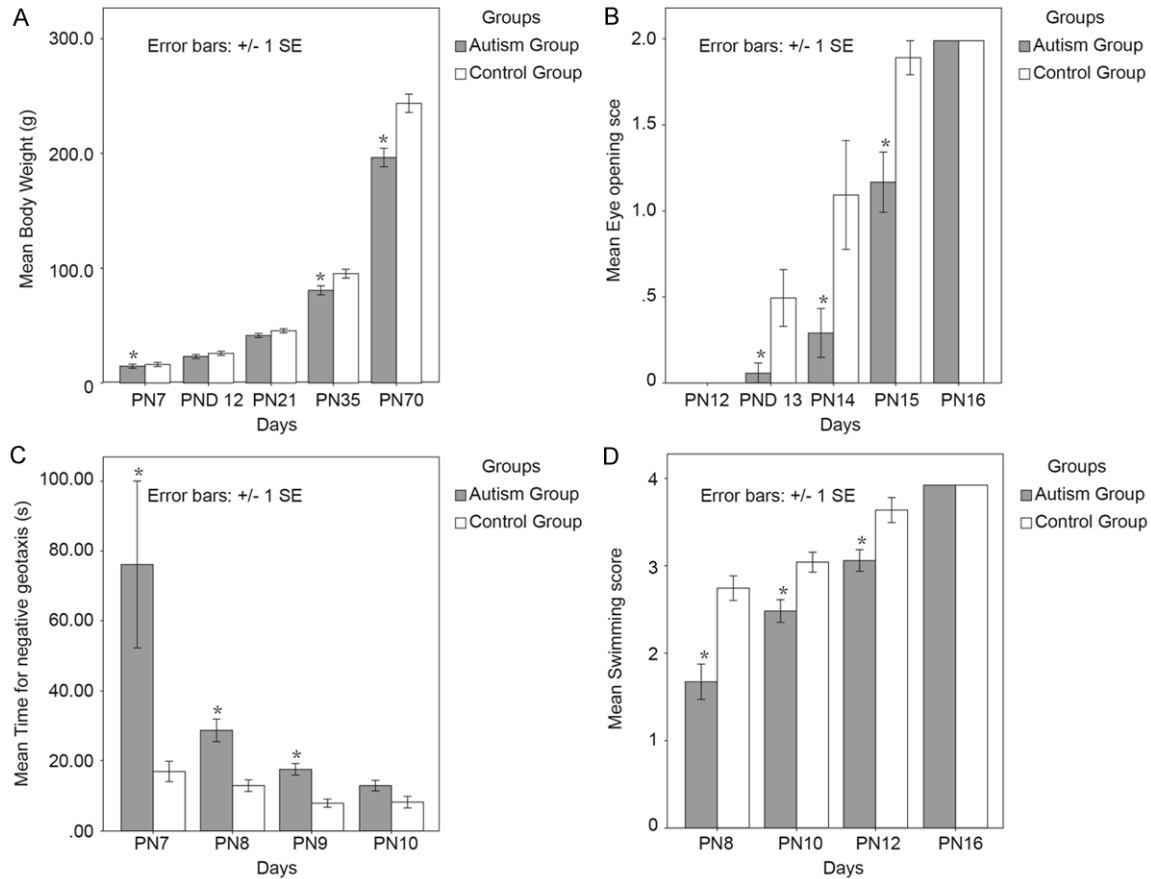 A
Mean Body Weight (g)
300.0
200.0
100.0
0
Error bars: +/- 1 SE
*
*
*
PN7 PND 12 PN21 PN35 PN70
Days
Groups
Autism Group
Control Group
B
Mean Eye opening sce
2.0
1.5
1.0
.5
0
Error bars: +/- 1 SE
*
*
*
PN12 PND 13 PN14 PN15 PN16
Days
Groups
Autism Group
Control Group
C
Mean Time for negative geotaxis (s)
100.00
80.00
60.00
40.00
20.00
.00
*
Error bars: +/- 1 SE
*
*
PN7 PN8 PN9 PN10
Days
Groups
Autism Group
Control Group
D
Mean Swimming score
4
3
2
1
0
Error bars: +/- 1 SE
*
*
*
PN8 PN10 PN12 PN16
Days
Groups
Autism Group
Control Group